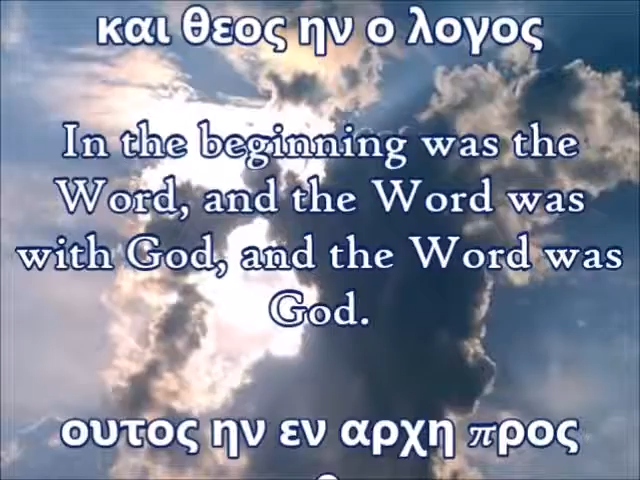 και θεος ην ο λογος
In the beginning was the
Word, and the Word was
with God, and the Word was
God.
ουτος ην εν αρχη προς